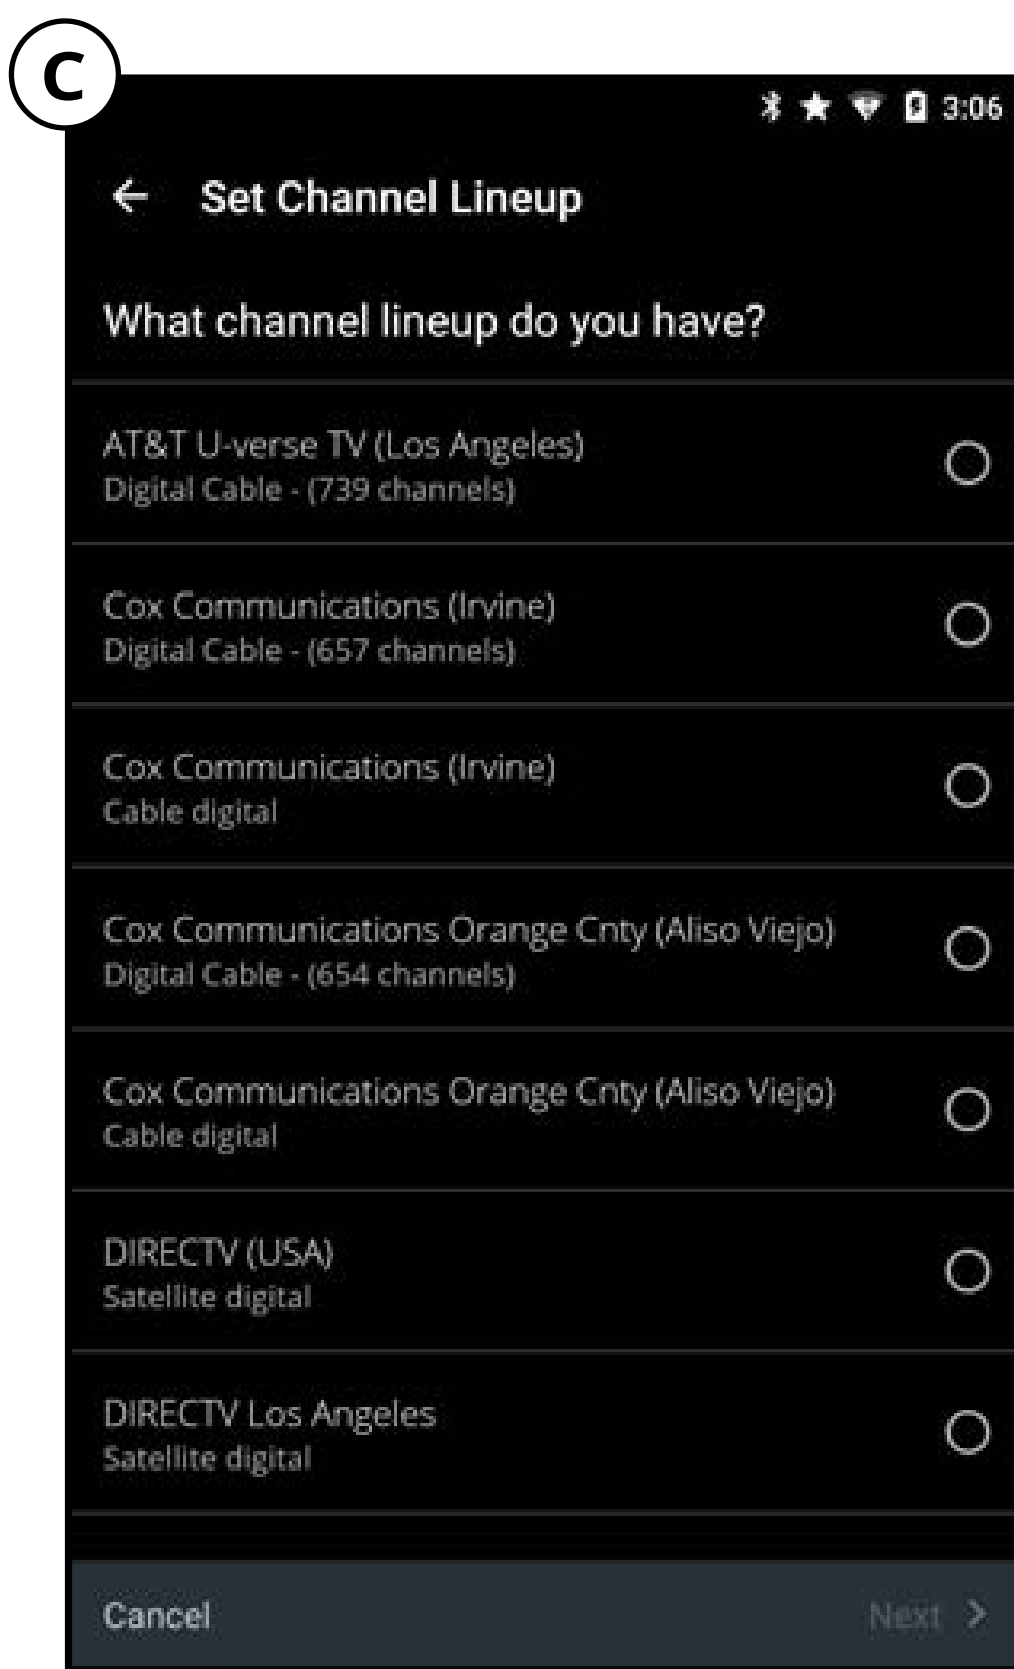 C
3:06
Set Channel Lineup
What channel lineup do you have?
AT&T U-verse TV (Los Angeles)
Digital Cable - (739 channels)
Cox Communications (Irvine)
Digital Cable - (657 channels)
Cox Communications (Irvine)
Cable digital
Cox Communications Orange Cnty (Aliso Viejo)
Digital Cable - (654 channels)
Cox Communications Orange Cnty (Aliso Viejo)
Cable digital
DIRECTV (USA)
Satellite digital
DIRECTV Los Angeles
Satellite digital
Cancel Next